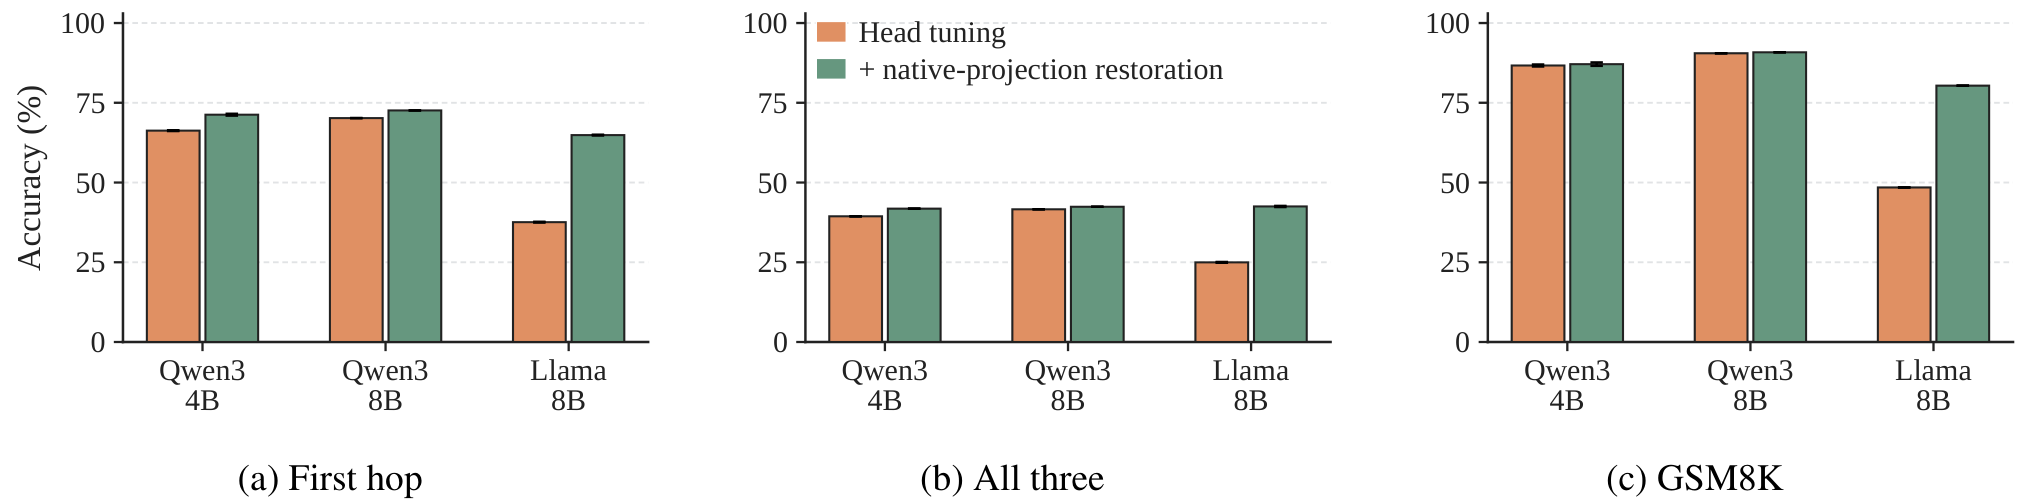 Accuracy (%)
100
75
50
25
0
Qwen3
4B
Qwen3
8B
Llama
8B
(a) First hop
100
75
50
25
0
Head tuning
+ native-projection restoration
Qwen3
4B
Qwen3
8B
Llama
8B
(b) All three
100
75
50
25
0
Qwen3
4B
Qwen3
8B
Llama
8B
(c) GSM8K